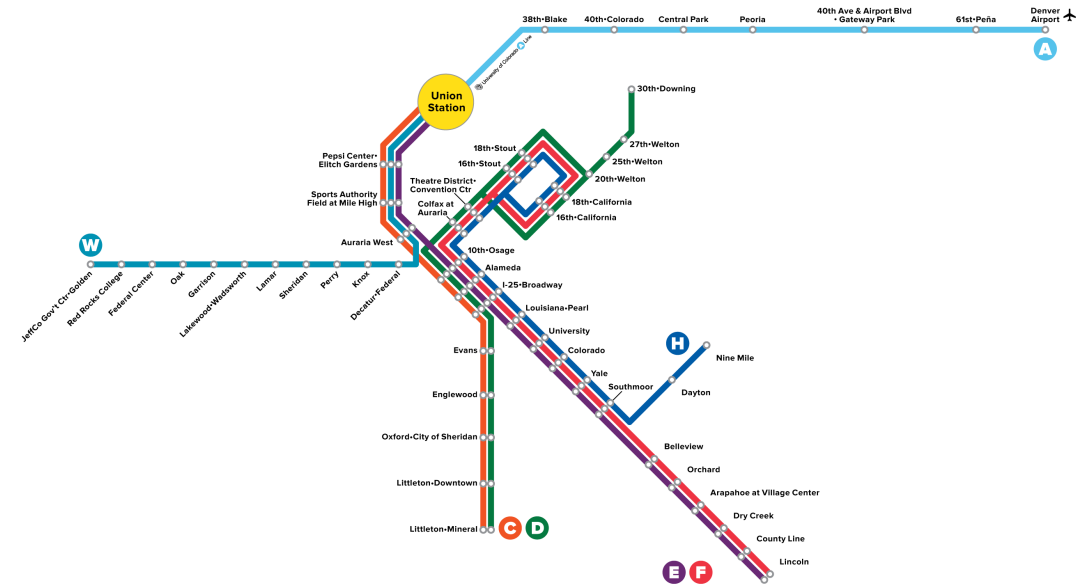 38th•Blake
40th•Colorado
Central Park
Peoria
40th Ave & Airport Blvd
• Gateway Park
61st•Peña
Denver
Airport
A
University of Colorado A Line
Union
Station
30th•Downing
27th•Welton
25th•Welton
20th•Welton
18th•California
16th•California
18th•Stout
16th•Stout
Theatre District•
Convention Ctr
Colfax at
Auraria
Pepsi Center•
Elitch Gardens
Sports Authority
Field at Mile High
Auraria West
W
JeffCo Gov't Ctr•Golden
Red Rocks College
Federal Center
Oak
Garrison
Lakewood•Wadsworth
Lamar
Sheridan
Perry
Knox
Decatur•Federal
10th•Osage
Alameda
I-25•Broadway
Louisiana•Pearl
University
Colorado
Yale
Southmoor
H
Nine Mile
Dayton
Evans
Englewood
Oxford•City of Sheridan
Littleton•Downtown
Littleton•Mineral
C
D
Belleview
Orchard
Arapahoe at Village Center
Dry Creek
County Line
Lincoln
E
F